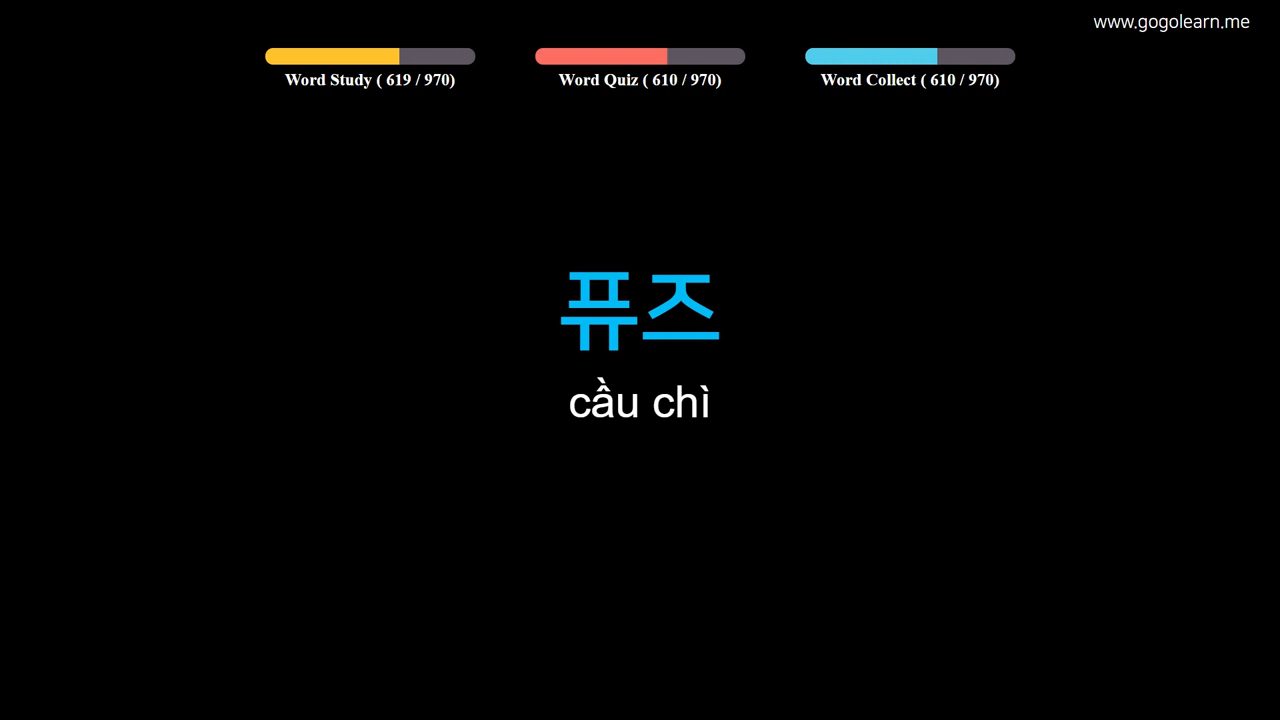 www.gogolearn.me
Word Study ( 619 / 970)
Word Quiz ( 610 / 970)
Word Collect ( 610 / 970)
퓨즈
cầu chì